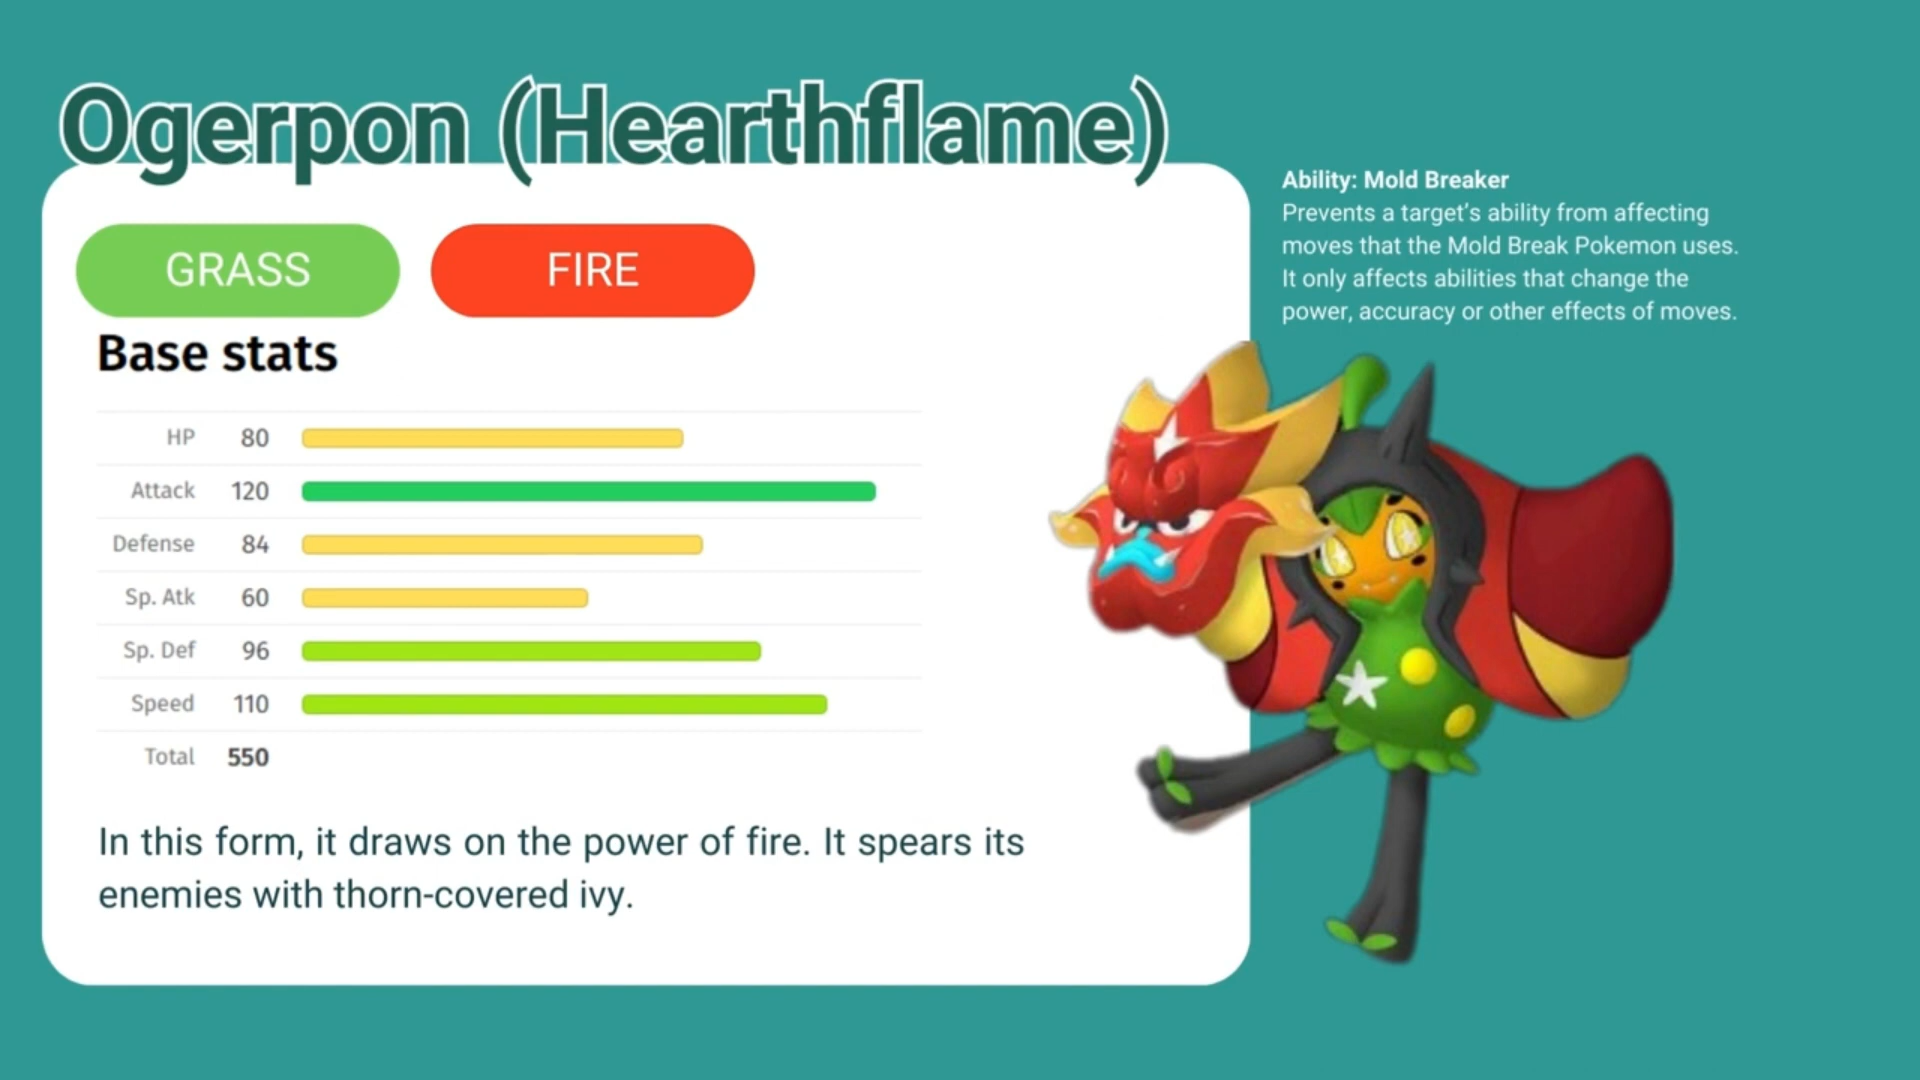 Ogerpon (Hearthflame)
GRASS FIRE
Base stats
HP 80
Attack 120
Defense 84
Sp. Atk 60
Sp. Def 96
Speed 110
Total 550
In this form, it draws on the power of fire. It spears its
enemies with thorn-covered ivy.
Ability: Mold Breaker
Prevents a target's ability from affecting
moves that the Mold Break Pokemon uses.
It only affects abilities that change the
power, accuracy or other effects of moves.